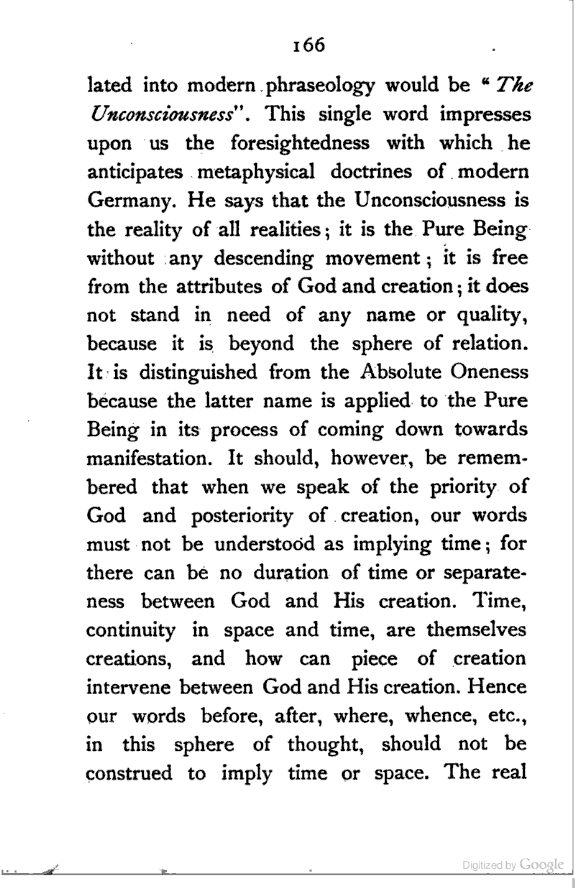 166
lated into modern phraseology would be “ The
Unconsciousness”. This single word impresses
upon us the foresightedness with which he
anticipates metaphysical doctrines of modern
Germany. He says that the Unconsciousness is
the reality of all realities; it is the Pure Being
without any descending movement; it is free
from the attributes of God and creation; it does
not stand in need of any name or quality,
because it is beyond the sphere of relation.
It is distinguished from the Absolute Oneness
because the latter name is applied to the Pure
Being in its process of coming down towards
manifestation. It should, however, be remem-
bered that when we speak of the priority of
God and posteriority of creation, our words
must not be understood as implying time; for
there can be no duration of time or separate-
ness between God and His creation. Time,
continuity in space and time, are themselves
creations, and how can piece of creation
intervene between God and His creation. Hence
our words before, after, where, whence, etc.,
in this sphere of thought, should not be
construed to imply time or space. The real
Digitized by Google